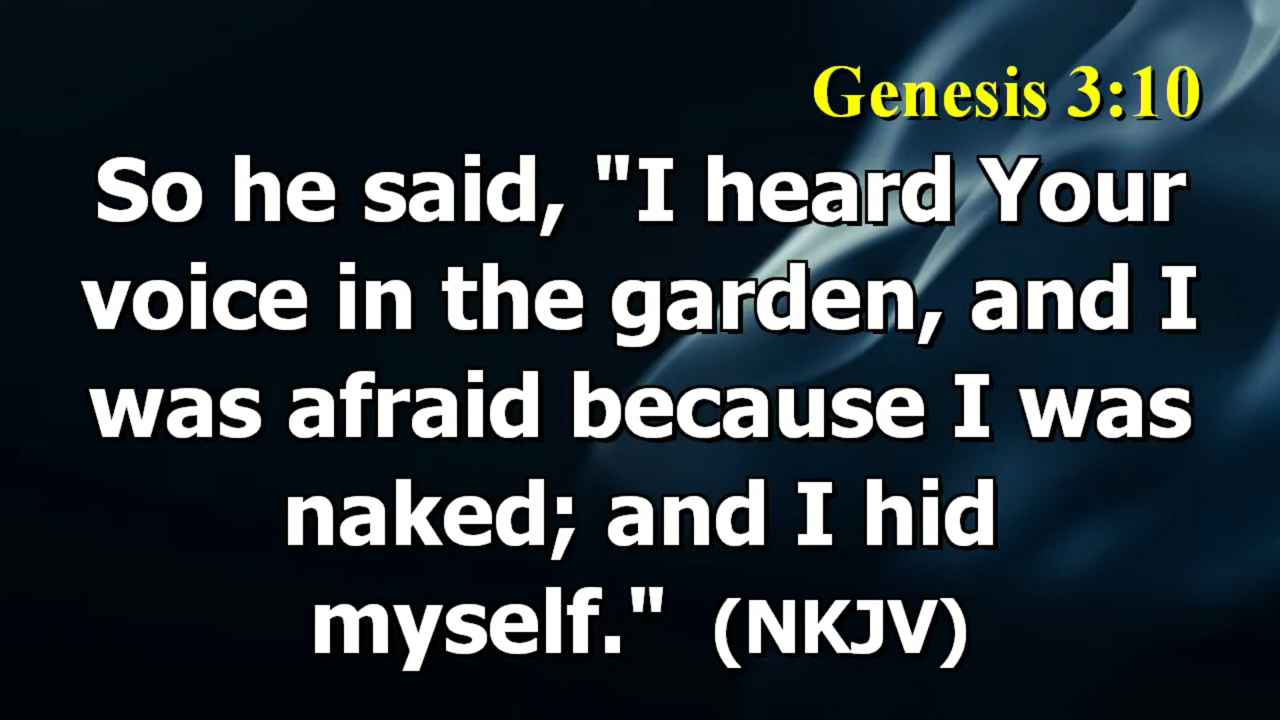 Genesis 3:10
So he said, "I heard Your
voice in the garden, and I
was afraid because I was
naked; and I hid
myself." (NKJV)